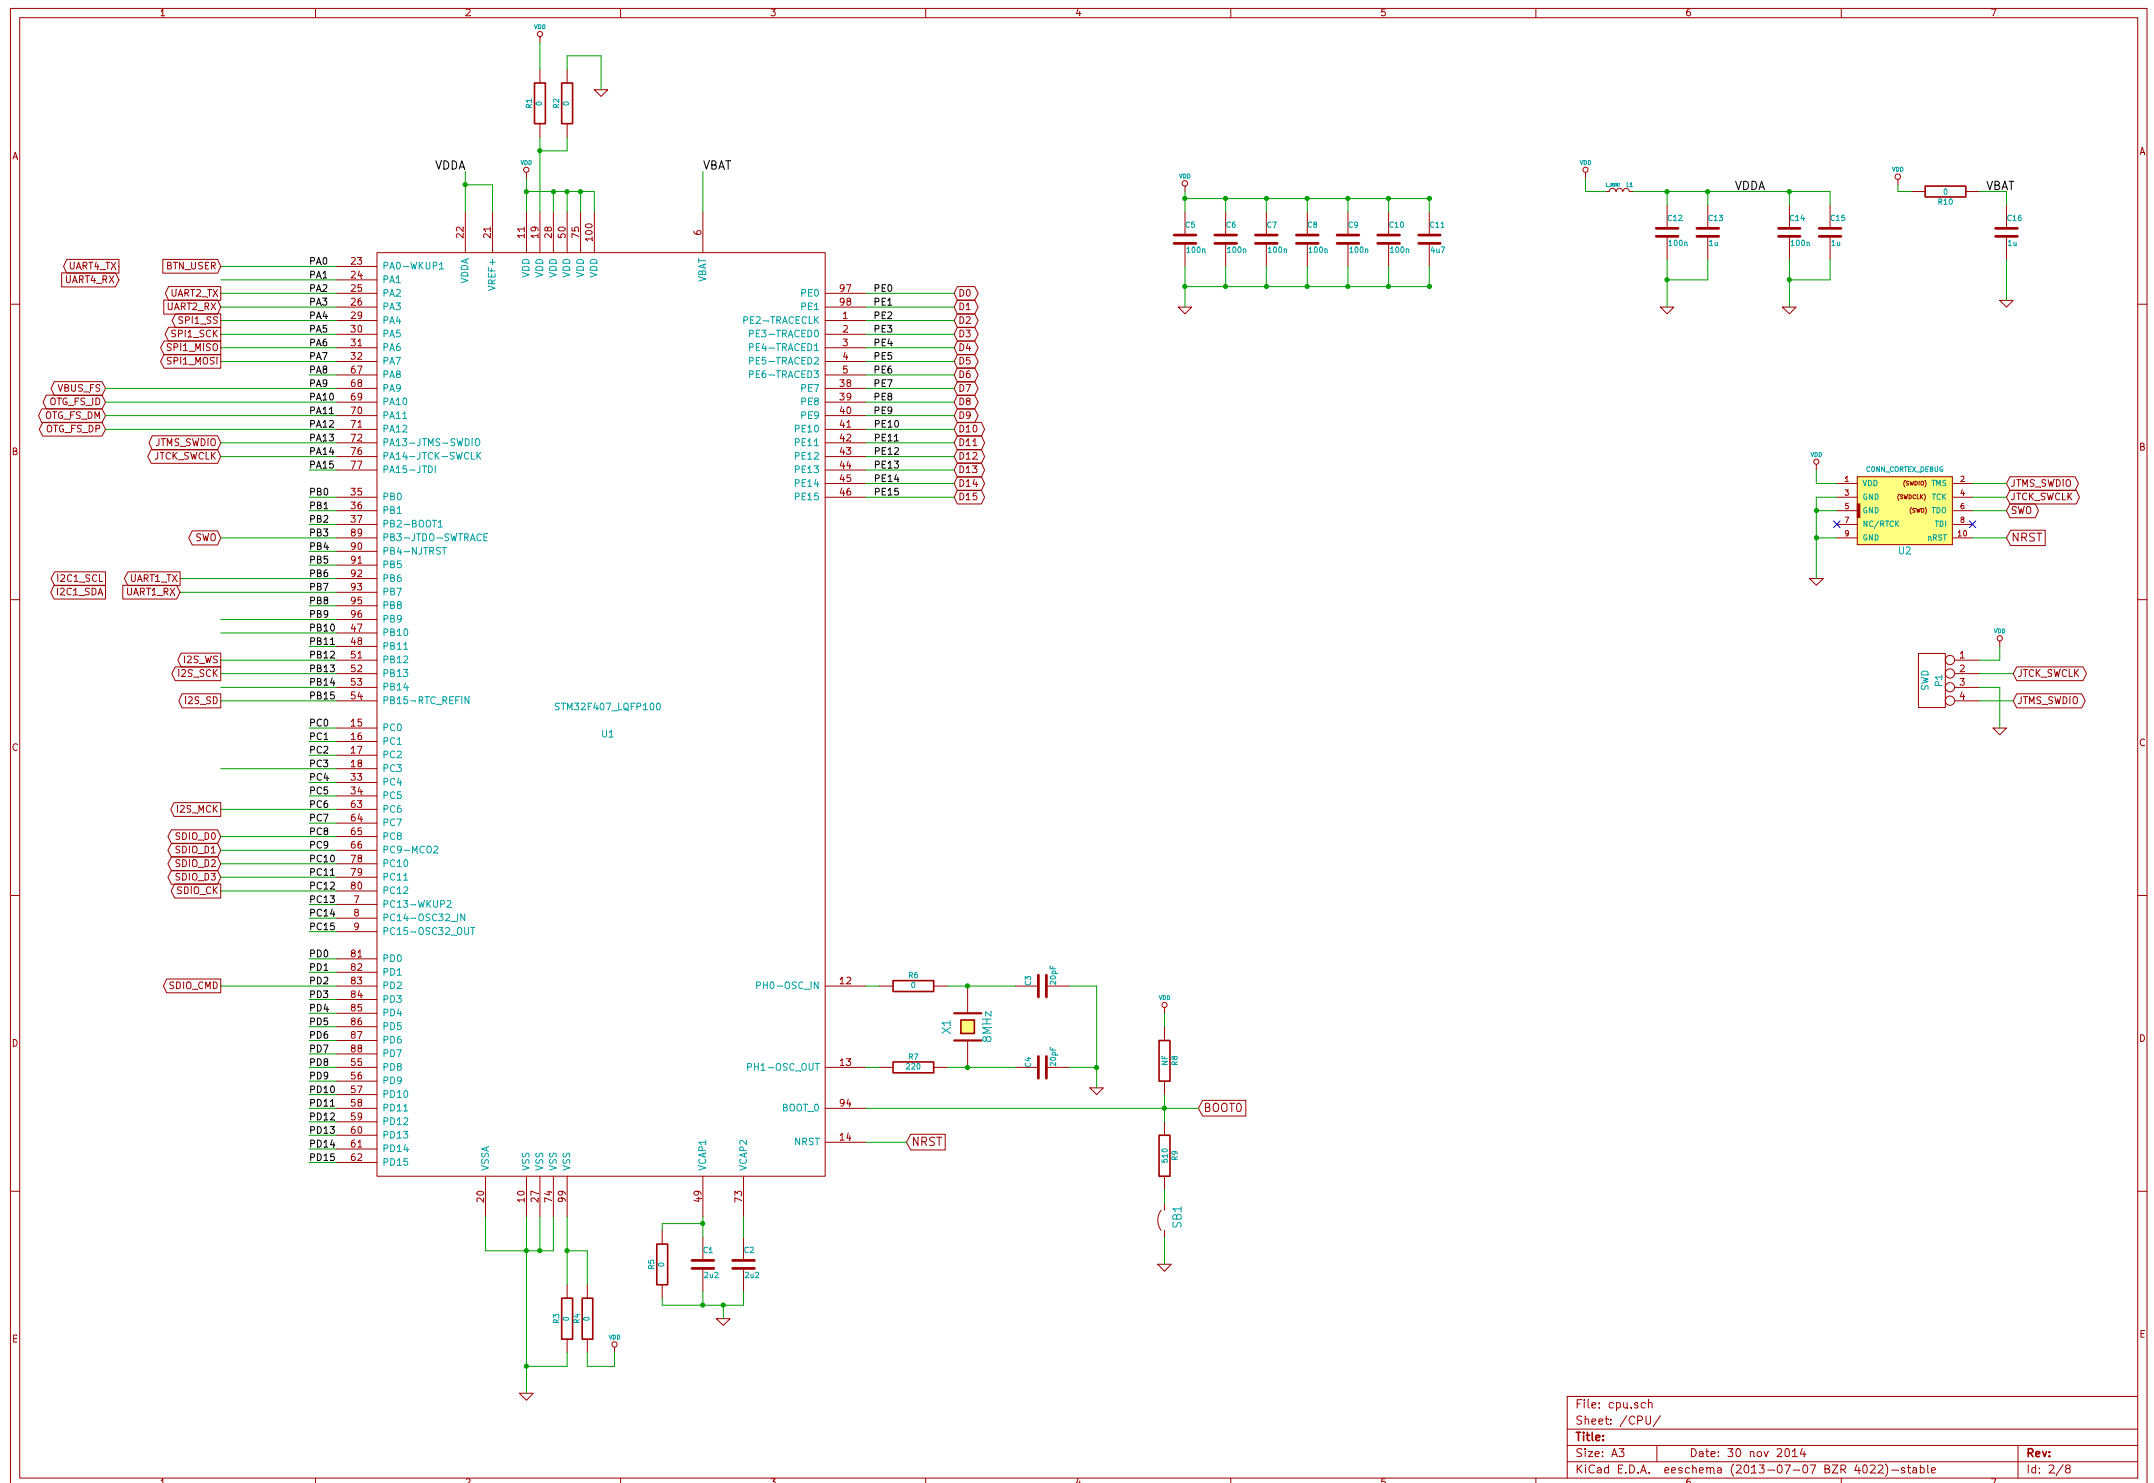 1 2 3 4 5 6 7
A B C D E
A B C D E
1 2 3 4 5 6 7
VDD
R1 0
R2 0
VDDA
VDD
VBAT
22 21 11 19 28 50 75 100 6
VDDA VREF+ VDD VDD VDD VDD VDD VDD VBAT
UART4_TX BTN_USER PA0 23 PA0-WKUP1
UART4_RX PA1 24 PA1
UART2_TX PA2 25 PA2
UART2_RX PA3 26 PA3
SPI1_SS PA4 29 PA4
SPI1_SCK PA5 30 PA5
SPI1_MISO PA6 31 PA6
SPI1_MOSI PA7 32 PA7
PA8 67 PA8
VBUS_FS PA9 68 PA9
OTG_FS_ID PA10 69 PA10
OTG_FS_DM PA11 70 PA11
OTG_FS_DP PA12 71 PA12
JTMS_SWDIO PA13 72 PA13-JTMS-SWDIO
JTCK_SWCLK PA14 76 PA14-JTCK-SWCLK
PA15 77 PA15-JTDI
PB0 35 PB0
PB1 36 PB1
PB2 37 PB2-BOOT1
SWO PB3 89 PB3-JTDO-SWTRACE
PB4 90 PB4-NJTRST
PB5 91 PB5
I2C1_SCL UART1_TX PB6 92 PB6
I2C1_SDA UART1_RX PB7 93 PB7
PB8 95 PB8
PB9 96 PB9
PB10 47 PB10
PB11 48 PB11
I2S_WS PB12 51 PB12
I2S_SCK PB13 52 PB13
PB14 53 PB14
I2S_SD PB15 54 PB15-RTC_REFIN
PC0 15 PC0
PC1 16 PC1
PC2 17 PC2
PC3 18 PC3
PC4 33 PC4
PC5 34 PC5
I2S_MCK PC6 63 PC6
PC7 64 PC7
SDIO_D0 PC8 65 PC8
SDIO_D1 PC9 66 PC9-MCO2
SDIO_D2 PC10 78 PC10
SDIO_D3 PC11 79 PC11
SDIO_CK PC12 80 PC12
PC13 7 PC13-WKUP2
PC14 8 PC14-OSC32_IN
PC15 9 PC15-OSC32_OUT
PD0 81 PD0
PD1 82 PD1
SDIO_CMD PD2 83 PD2
PD3 84 PD3
PD4 85 PD4
PD5 86 PD5
PD6 87 PD6
PD7 88 PD7
PD8 55 PD8
PD9 56 PD9
PD10 57 PD10
PD11 58 PD11
PD12 59 PD12
PD13 60 PD13
PD14 61 PD14
PD15 62 PD15
STM32F407_LQFP100
U1
PE0 97 PE0 D0
PE1 98 PE1 D1
PE2-TRACECLK 1 PE2 D2
PE3-TRACED0 2 PE3 D3
PE4-TRACED1 3 PE4 D4
PE5-TRACED2 4 PE5 D5
PE6-TRACED3 5 PE6 D6
PE7 38 PE7 D7
PE8 39 PE8 D8
PE9 40 PE9 D9
PE10 41 PE10 D10
PE11 42 PE11 D11
PE12 43 PE12 D12
PE13 44 PE13 D13
PE14 45 PE14 D14
PE15 46 PE15 D15
PH0-OSC_IN 12 R6 0 C3 20pF
X1 8MHz
PH1-OSC_OUT 13 R7 220 C4 20pF
BOOT_0 94 BOOT0
NRST 14 NRST
VDD
NF R8
510 R9
SB1
VSSA VSS VSS VSS VSS VCAP1 VCAP2
20 10 27 74 99 49 73
R5 0
C1 2u2
C2 2u2
R3 0
R4 0
VDD
VDD
C5 C6 C7 C8 C9 C10 C11
100n 100n 100n 100n 100n 100n 4u7
VDD
L1
VDDA
C12 C13 C14 C15
100n 1u 100n 1u
VDD
0
R10
VBAT
C16
1u
VDD
CONN_CORTEX_DEBUG
1 VDD (SWDIO) TMS 2 JTMS_SWDIO
3 GND (SWDCLK) TCK 4 JTCK_SWCLK
5 GND (SWO) TDO 6 SWO
7 NC/RTCK TDI 8
9 GND nRST 10 NRST
U2
VDD
SWD
P1
1
2 JTCK_SWCLK
3
4 JTMS_SWDIO
File: cpu.sch
Sheet: /CPU/
Title:
Size: A3 Date: 30 nov 2014 Rev:
KiCad E.D.A. eeschema (2013-07-07 BZR 4022)-stable Id: 2/8